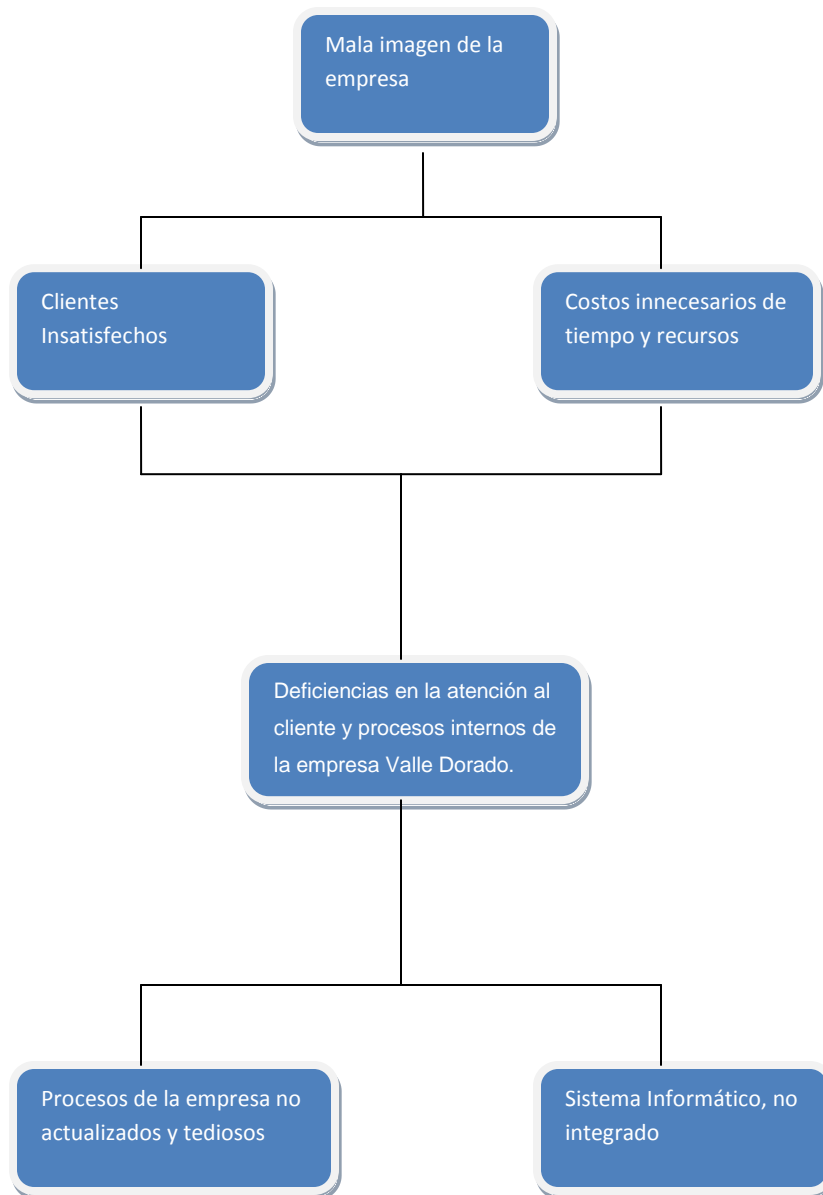 Mala imagen de la
empresa
Clientes
Insatisfechos
Costos innecesarios de
tiempo y recursos
Deficiencias en la atención al
cliente y procesos internos de
la empresa Valle Dorado.
Procesos de la empresa no
actualizados y tediosos
Sistema Informático, no
integrado